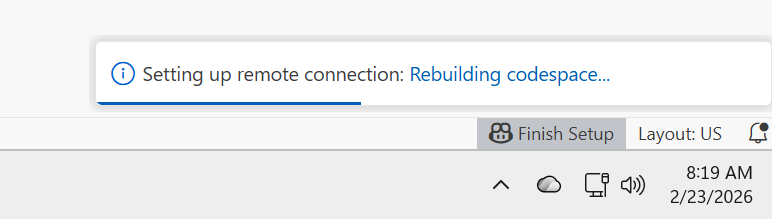 Setting up remote connection: Rebuilding codespace...
Finish Setup
Layout: US
8:19 AM
2/23/2026